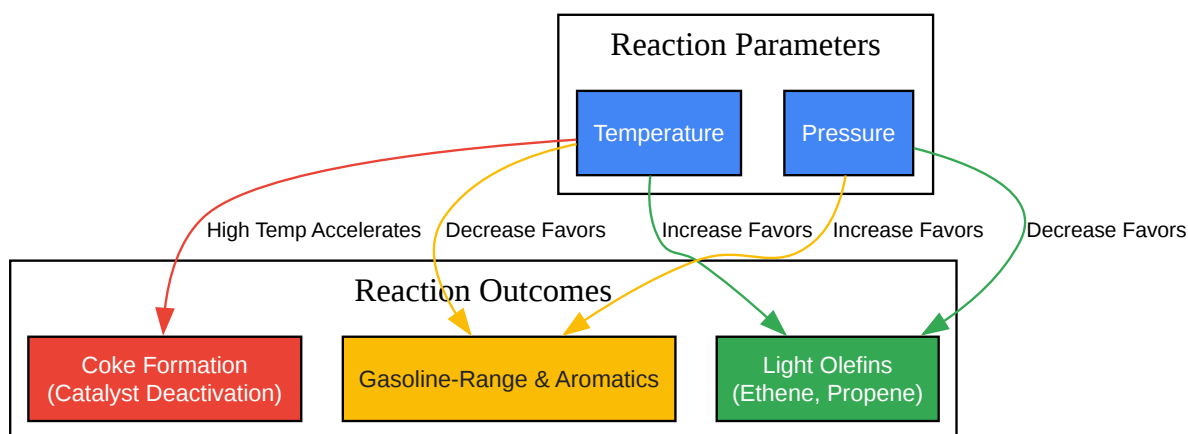 Reaction Parameters
Temperature
Pressure
High Temp Accelerates
Decrease Favors
Increase Favors
Increase Favors
Decrease Favors
Reaction Outcomes
Coke Formation
(Catalyst Deactivation)
Gasoline-Range & Aromatics
Light Olefins
(Ethene, Propene)